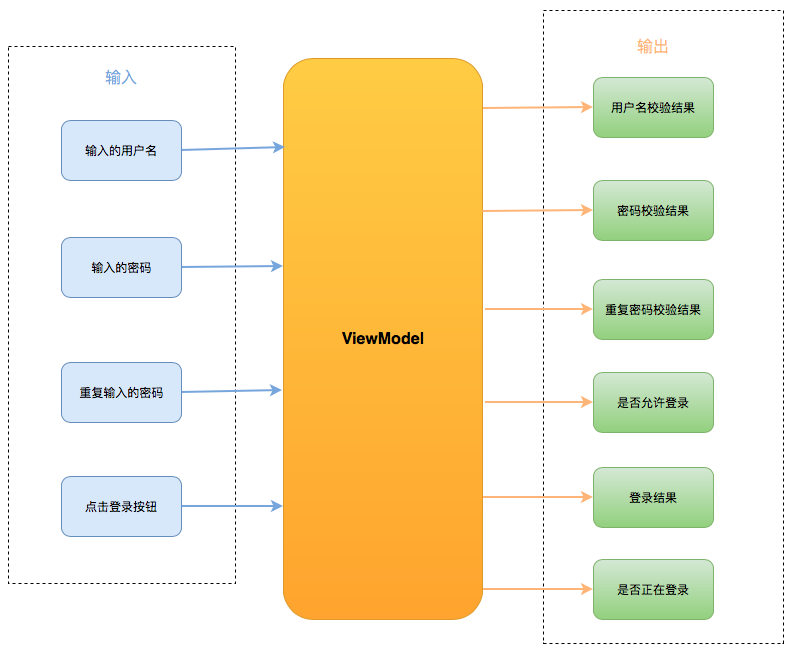 输入
输入的用户名
输入的密码
重复输入的密码
点击登录按钮
ViewModel
输出
用户名校验结果
密码校验结果
重复密码校验结果
是否允许登录
登录结果
是否正在登录